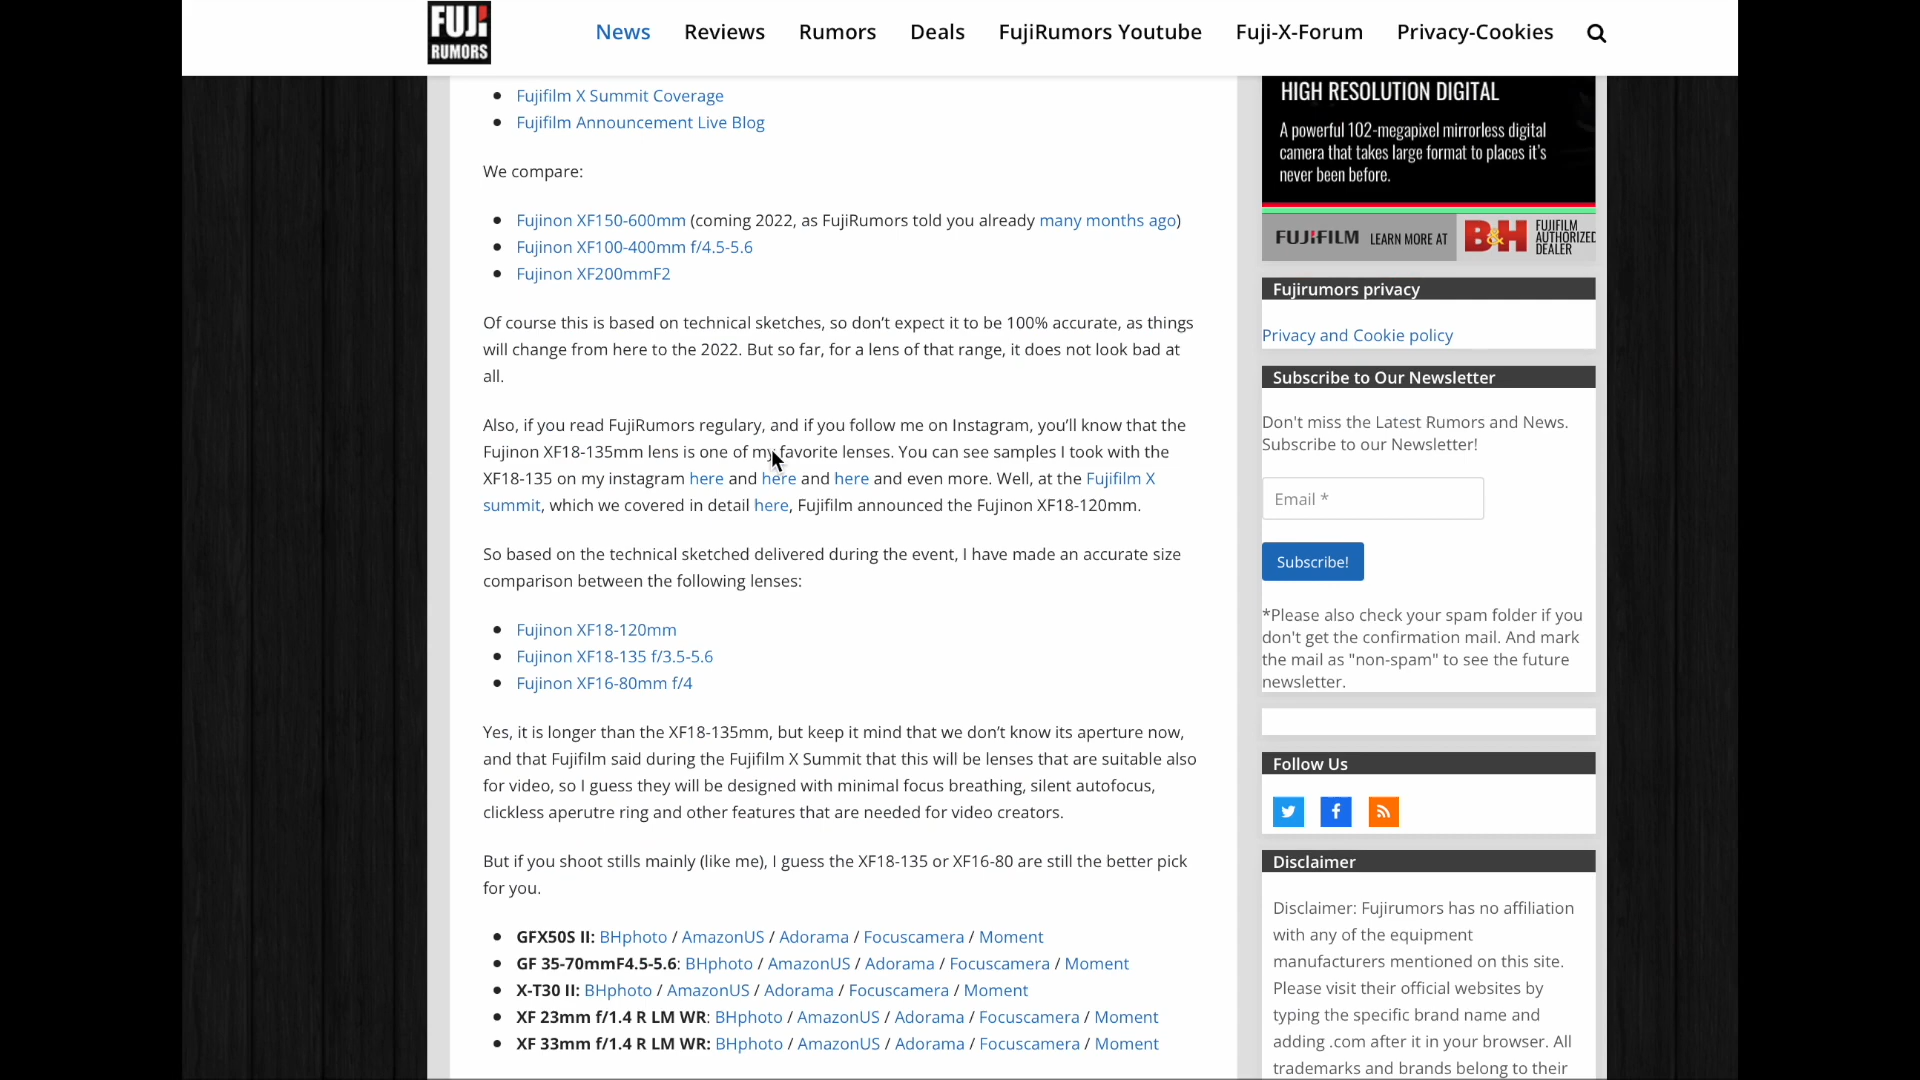 FUJI
RUMORS
News Reviews Rumors Deals FujiRumors Youtube Fuji-X-Forum Privacy-Cookies
Fujifilm X Summit Coverage
Fujifilm Announcement Live Blog
We compare:
Fujinon XF150-600mm (coming 2022, as FujiRumors told you already many months ago)
Fujinon XF100-400mm f/4.5-5.6
Fujinon XF200mmF2
Of course this is based on technical sketches, so don't expect it to be 100% accurate, as things
will change from here to the 2022. But so far, for a lens of that range, it does not look bad at
all.
Also, if you read FujiRumors regulary, and if you follow me on Instagram, you'll know that the
Fujinon XF18-135mm lens is one of my favorite lenses. You can see samples I took with the
XF18-135 on my instagram here and here and here and even more. Well, at the Fujifilm X
summit, which we covered in detail here, Fujifilm announced the Fujinon XF18-120mm.
So based on the technical sketched delivered during the event, I have made an accurate size
comparison between the following lenses:
Fujinon XF18-120mm
Fujinon XF18-135 f/3.5-5.6
Fujinon XF16-80mm f/4
Yes, it is longer than the XF18-135mm, but keep it mind that we don't know its aperture now,
and that Fujifilm said during the Fujifilm X Summit that this will be lenses that are suitable also
for video, so I guess they will be designed with minimal focus breathing, silent autofocus,
clickless aperutre ring and other features that are needed for video creators.
But if you shoot stills mainly (like me), I guess the XF18-135 or XF16-80 are still the better pick
for you.
GFX50S II: BHphoto / AmazonUS / Adorama / Focuscamera / Moment
GF 35-70mmF4.5-5.6: BHphoto / AmazonUS / Adorama / Focuscamera / Moment
X-T30 II: BHphoto / AmazonUS / Adorama / Focuscamera / Moment
XF 23mm f/1.4 R LM WR: BHphoto / AmazonUS / Adorama / Focuscamera / Moment
XF 33mm f/1.4 R LM WR: BHphoto / AmazonUS / Adorama / Focuscamera / Moment
HIGH RESOLUTION DIGITAL
A powerful 102-megapixel mirrorless digital
camera that takes large format to places it's
never been before.
FUJIFILM LEARN MORE AT B&H
FUJIFILM
AUTHORIZED
DEALER
Fujirumors privacy
Privacy and Cookie policy
Subscribe to Our Newsletter
Don't miss the Latest Rumors and News.
Subscribe to our Newsletter!
Email *
Subscribe!
*Please also check your spam folder if you
don't get the confirmation mail. And mark
the mail as "non-spam" to see the future
newsletter.
Follow Us
Disclaimer
Disclaimer: Fujirumors has no affiliation
with any of the equipment
manufacturers mentioned on this site.
Please visit their official websites by
typing the specific brand name and
adding .com after it in your browser. All
trademarks and brands belong to their